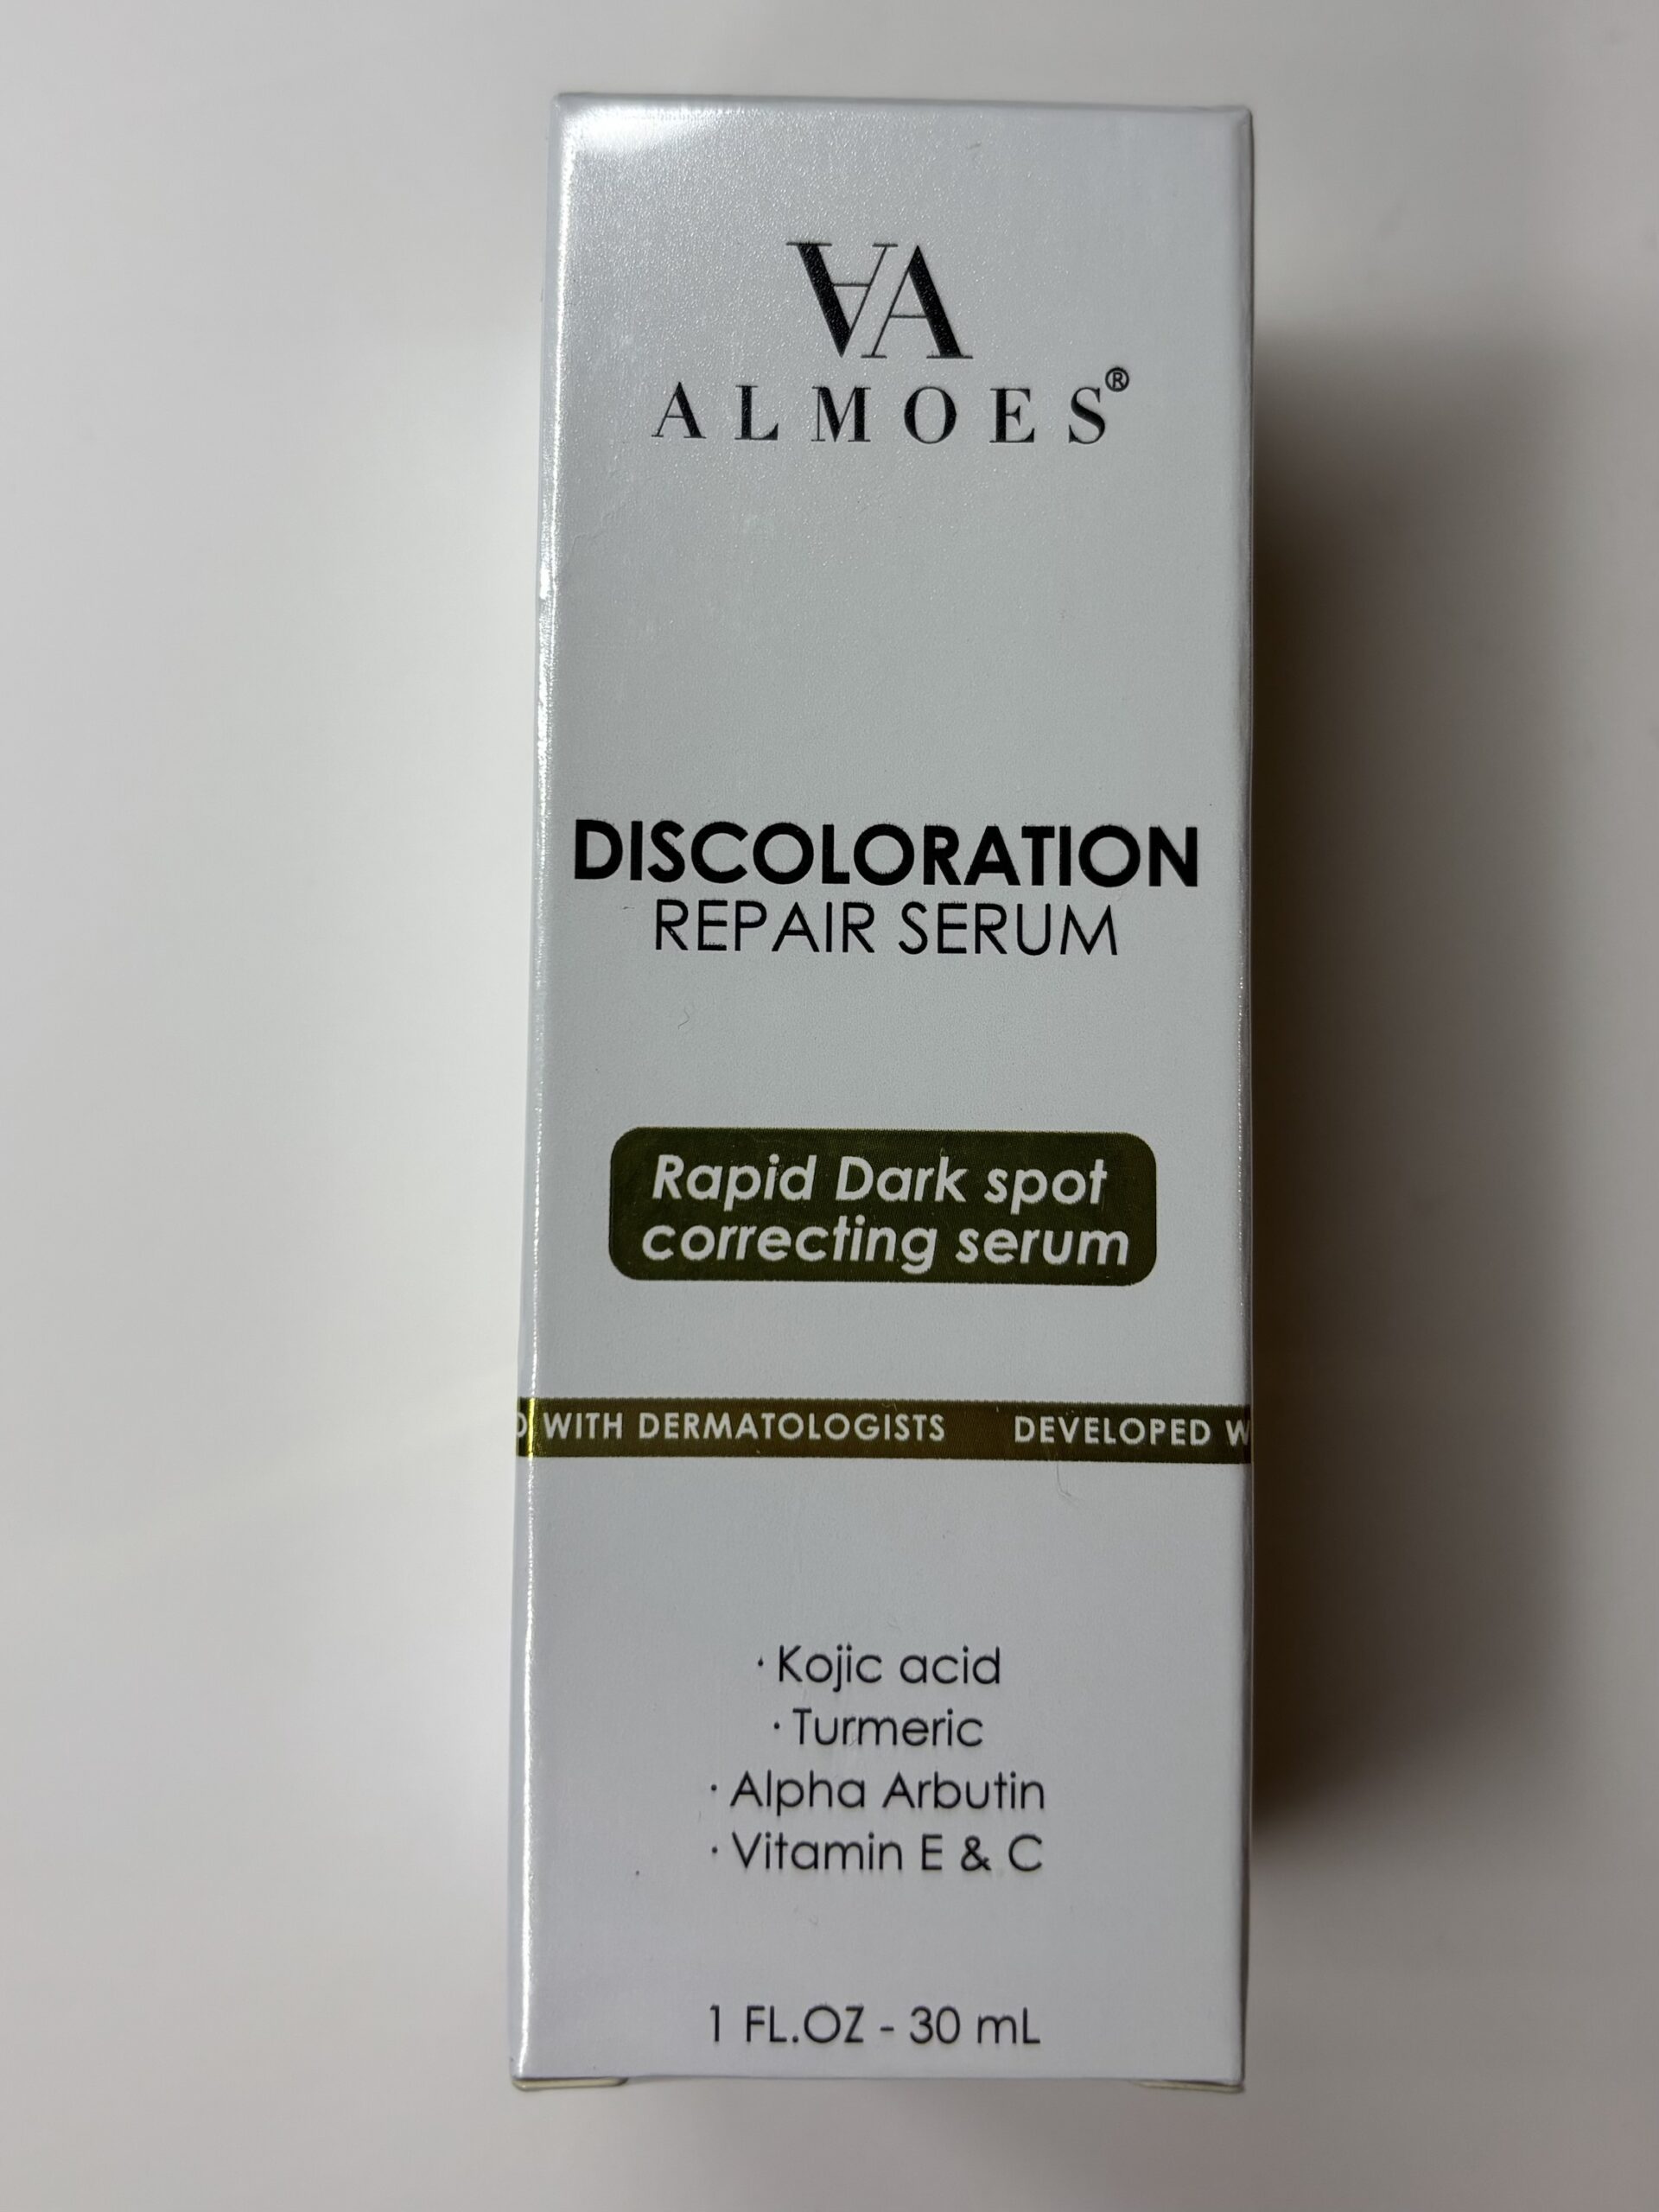 AA
ALMOES®
DISCOLORATION
REPAIR SERUM
Rapid Dark spot
correcting serum
D WITH DERMATOLOGISTS DEVELOPED W
· Kojic acid
· Turmeric
· Alpha Arbutin
· Vitamin E & C
1 FL.OZ - 30 mL